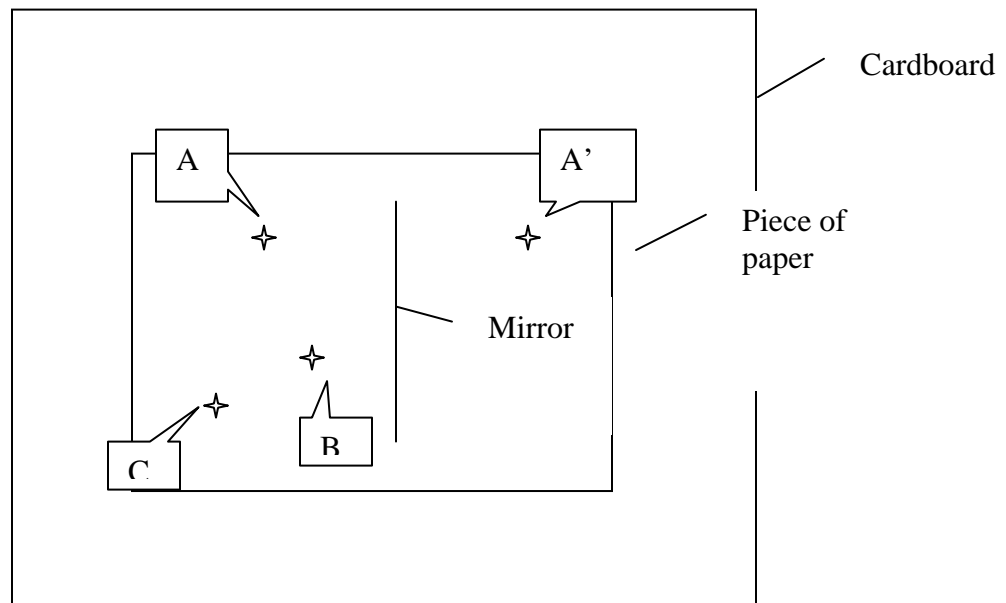 Cardboard
A
A’
Piece of
paper
Mirror
B
C